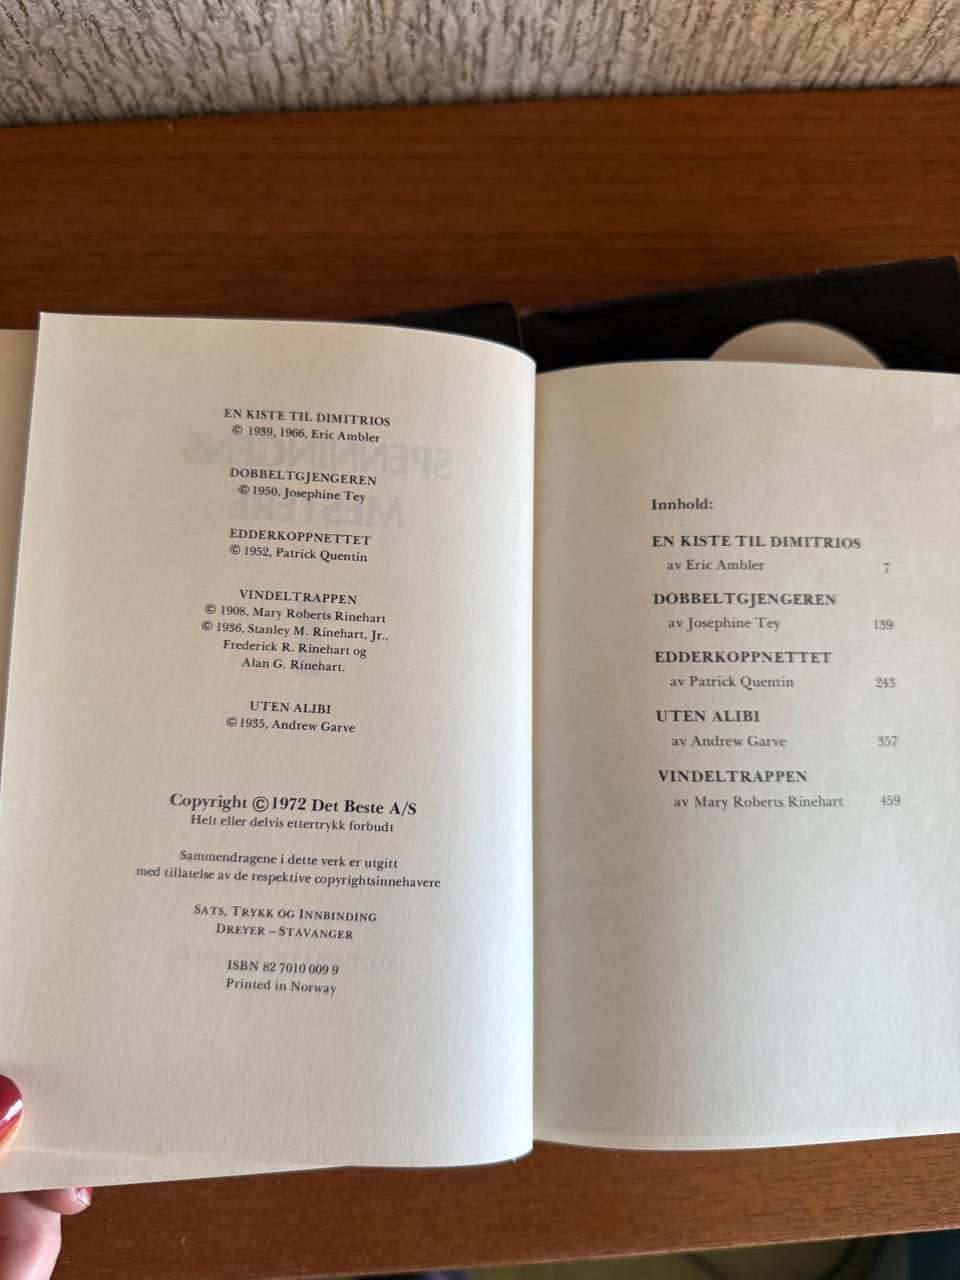 EN KISTE TIL DIMITRIOS
© 1939, 1966, Eric Ambler
DOBBELTGJENGEREN
© 1950, Josephine Tey
EDDERKOPPNETTET
© 1952, Patrick Quentin
VINDELTRAPPEN
© 1908, Mary Roberts Rinehart
© 1936, Stanley M. Rinehart, Jr.,
Frederick R. Rinehart og
Alan G. Rinehart.
UTEN ALIBI
© 1935, Andrew Garve
Copyright © 1972 Det Beste A/S
Helt eller delvis ettertrykk forbudt
Sammendragene i dette verk er utgitt
med tillatelse av de respektive copyrightsinnehavere
SATS, TRYKK OG INNBINDING
DREYER – STAVANGER
ISBN 82 7010 009 9
Printed in Norway
SPENNINGENS
MESTERE
Innhold:
EN KISTE TIL DIMITRIOS
av Eric Ambler 7
DOBBELTGJENGEREN
av Josephine Tey 139
EDDERKOPPNETTET
av Patrick Quentin 243
UTEN ALIBI
av Andrew Garve 357
VINDELTRAPPEN
av Mary Roberts Rinehart 459